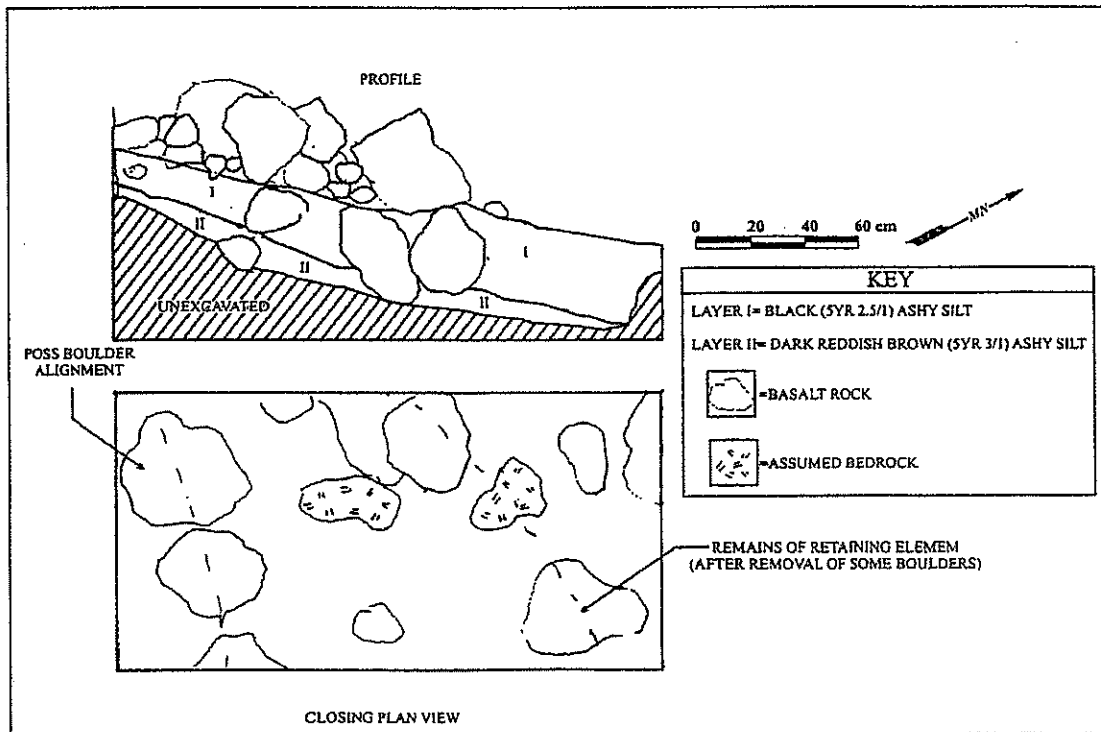 PROFILE
I
II
II
I
II
UNEXCAVATED
0 20 40 60 cm
MN
KEY
LAYER I= BLACK (5YR 2.5/1) ASHY SILT
LAYER II= DARK REDDISH BROWN (5YR 3/1) ASHY SILT
=BASALT ROCK
=ASSUMED BEDROCK
POSS BOULDER
ALIGNMENT
REMAINS OF RETAINING ELEMEM
(AFTER REMOVAL OF SOME BOULDERS)
CLOSING PLAN VIEW